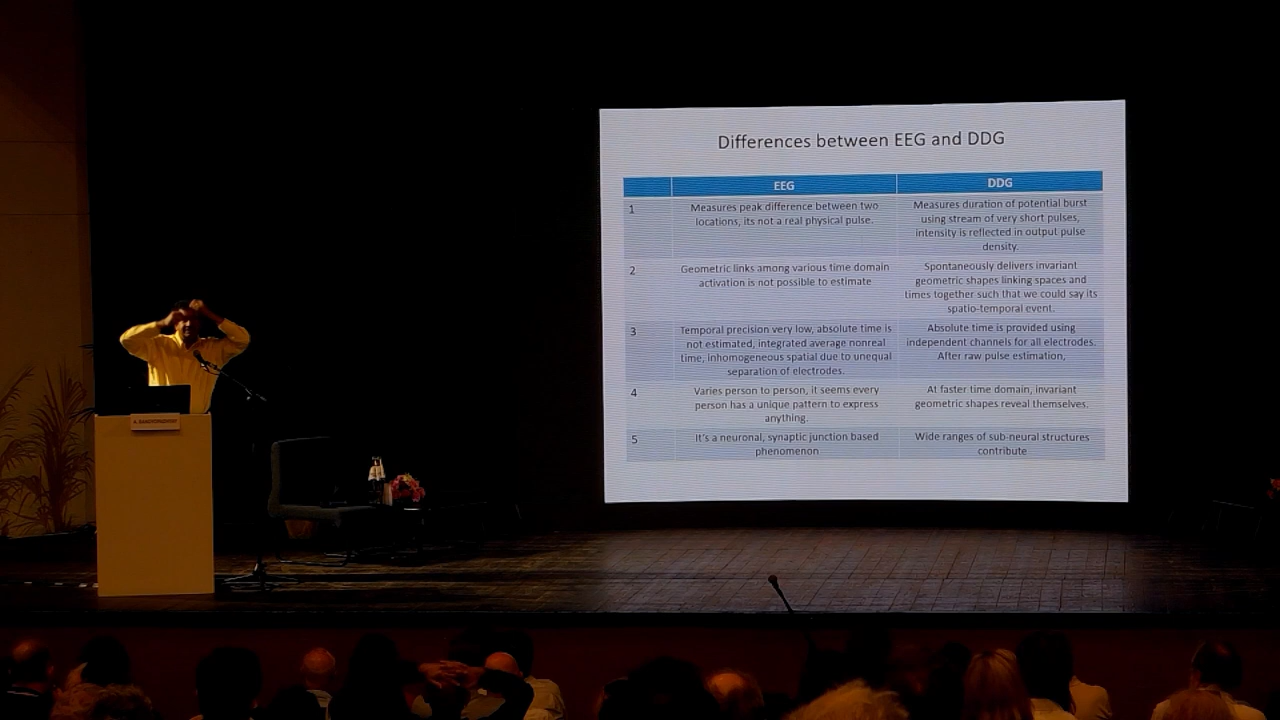 Differences between EEG and DDG
EEG
DDG
1
Measures peak difference between two
locations, its not a real physical pulse.
Measures duration of potential burst
using stream of very short pulses,
intensity is reflected in output pulse
density.
2
Geometric links among various time domain
activation is not possible to estimate
Spontaneously delivers invariant
geometric shapes linking spaces and
times together such that we could say its
spatio-temporal event.
3
Temporal precision very low, absolute time is
not estimated, integrated average nonreal
time, inhomogeneous spatial due to unequal
separation of electrodes.
Absolute time is provided using
independent channels for all electrodes.
After raw pulse estimation,
4
Varies person to person, it seems every
person has a unique pattern to express
anything.
At faster time domain, invariant
geometric shapes reveal themselves.
5
It's a neuronal, synaptic junction based
phenomenon
Wide ranges of sub-neural structures
contribute
A. BANDYOPADHYAY